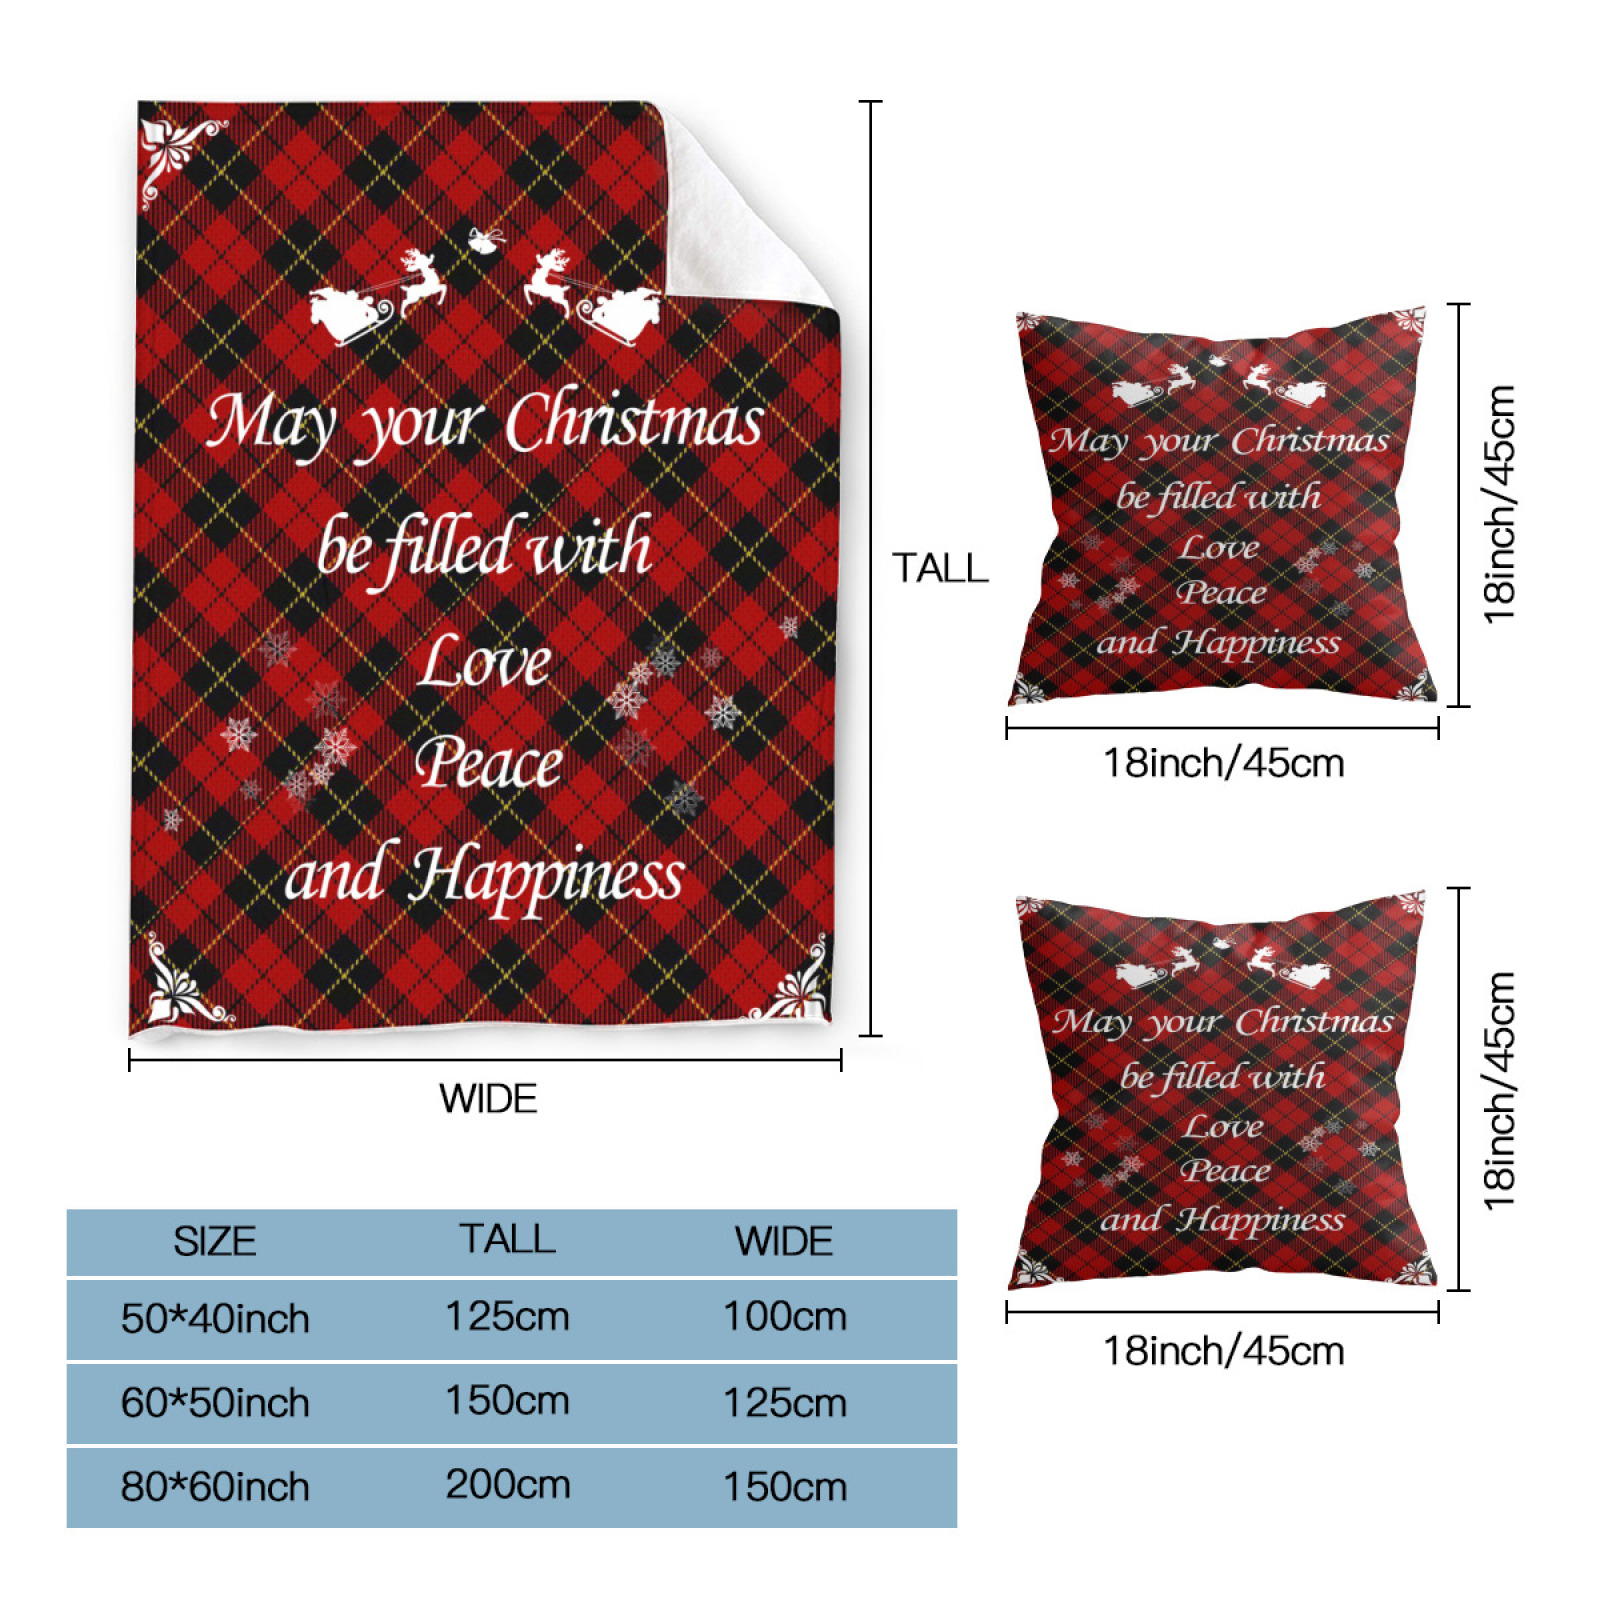 May your Christmas
be filled with
Love
Peace
and Happiness
TALL
WIDE
May your Christmas
be filled with
Love
Peace
and Happiness
18inch/45cm
18inch/45cm
May your Christmas
be filled with
Love
Peace
and Happiness
18inch/45cm
18inch/45cm
SIZE TALL WIDE
50*40inch 125cm 100cm
60*50inch 150cm 125cm
80*60inch 200cm 150cm